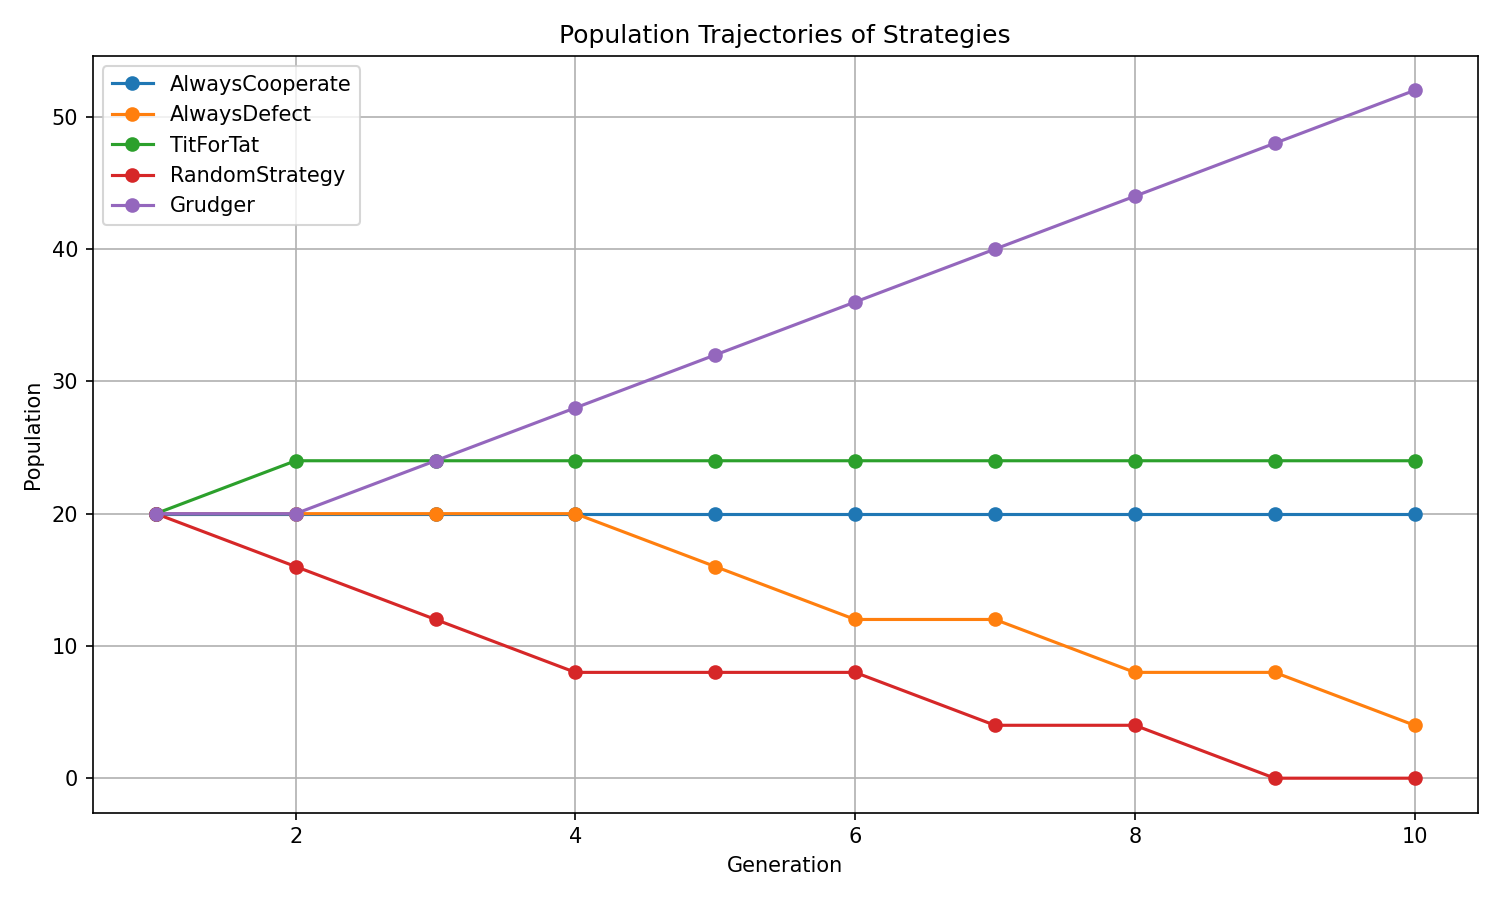 Population Trajectories of Strategies
AlwaysCooperate
AlwaysDefect
TitForTat
RandomStrategy
Grudger
Population
50
40
30
20
10
0
2 4 6 8 10
Generation